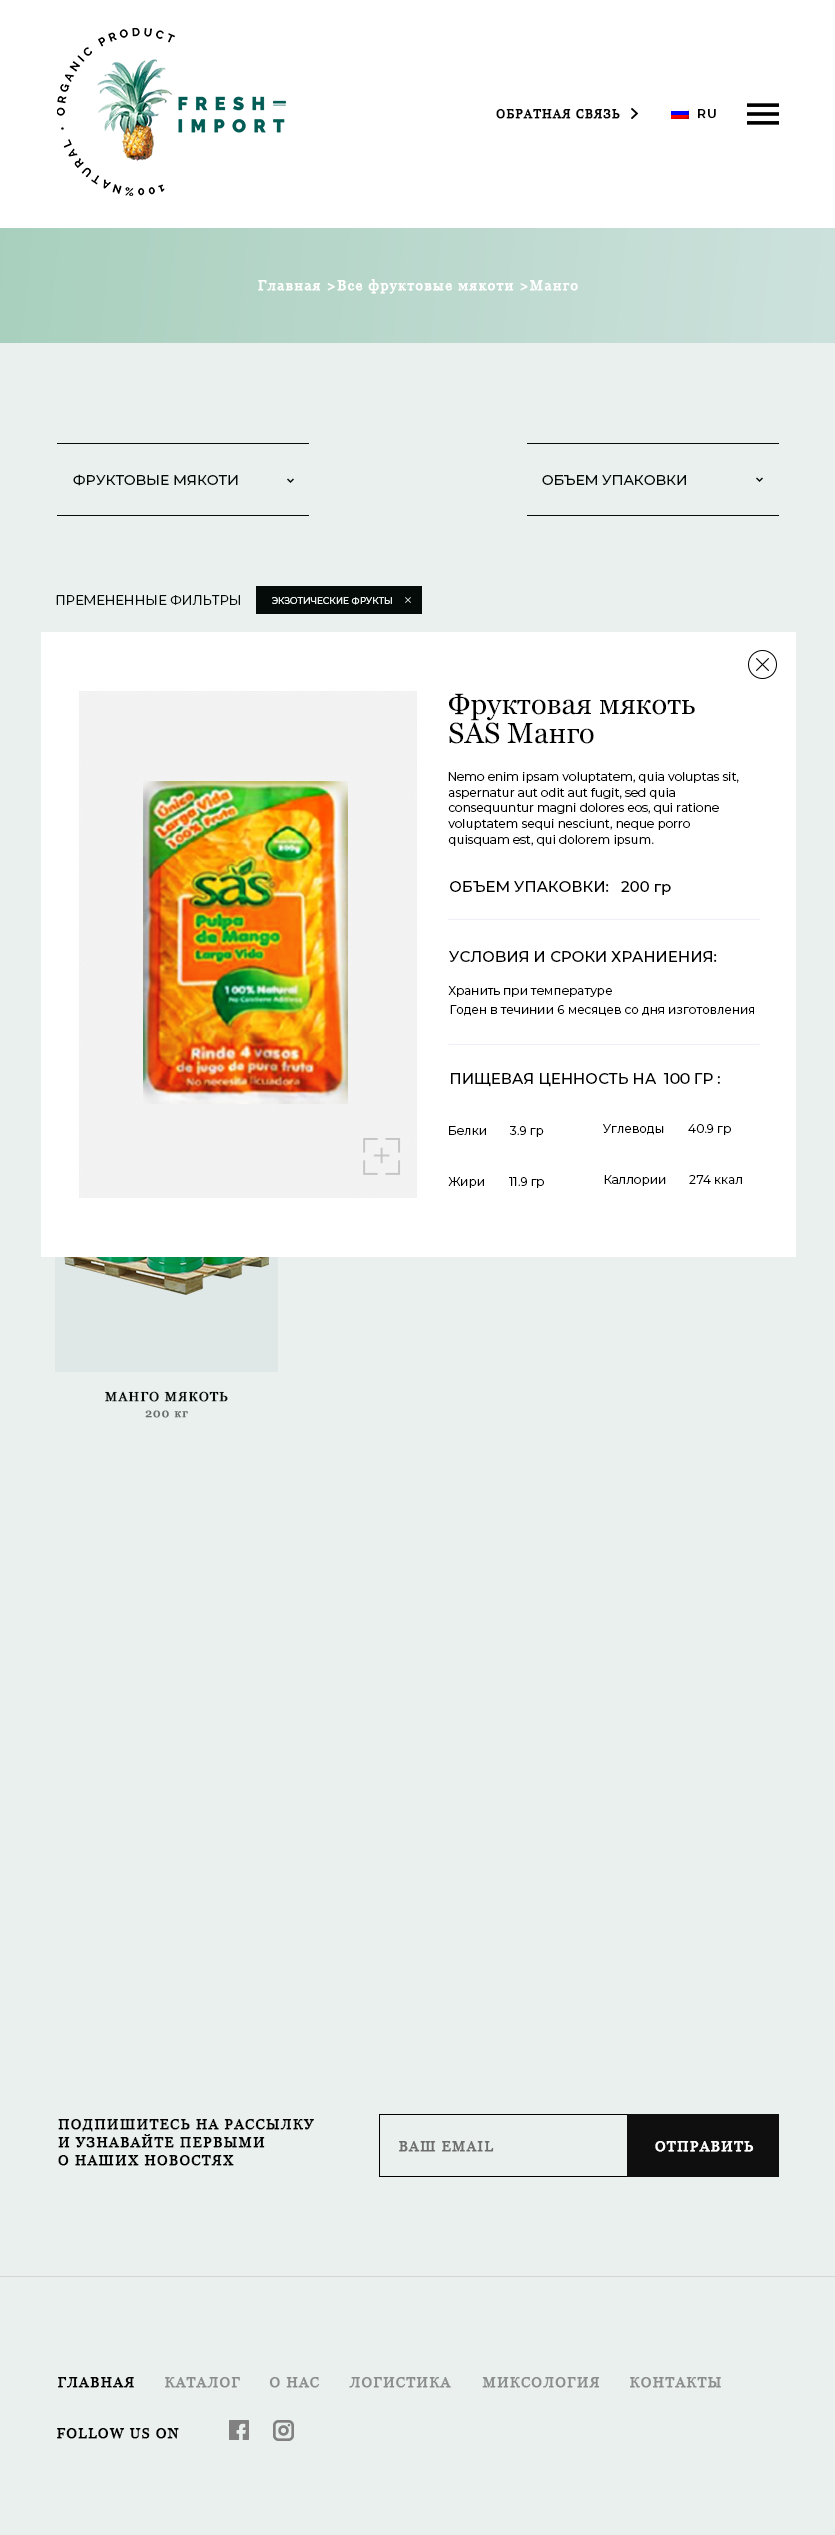 100% NATURAL · ORGANIC PRODUCT
FRESH–
IMPORT
ОБРАТНАЯ СВЯЗЬ
RU
Главная >Все фруктовые мякоти >Манго
ФРУКТОВЫЕ МЯКОТИ
ОБЪЕМ УПАКОВКИ
ПРЕМЕНЕННЫЕ ФИЛЬТРЫ
ЭКЗОТИЧЕСКИЕ ФРУКТЫ ×
Único
Larga Vida
100% Fruta
sas
Pulpa
de Mango
Larga Vida
100% Natural
No Contiene Aditivos
Rinde 4 vasos
de jugo de pura fruta
No necesita licuadora
Фруктовая мякоть
SAS Манго
Nemo enim ipsam voluptatem, quia voluptas sit,
aspernatur aut odit aut fugit, sed quia
consequuntur magni dolores eos, qui ratione
voluptatem sequi nesciunt, neque porro
quisquam est, qui dolorem ipsum.
ОБЪЕМ УПАКОВКИ: 200 гр
УСЛОВИЯ И СРОКИ ХРАНИЕНИЯ:
Хранить при температуре
Годен в течинии 6 месяцев со дня изготовления
ПИЩЕВАЯ ЦЕННОСТЬ НА 100 ГР :
Белки 3.9 гр
Углеводы 40.9 гр
Жири 11.9 гр
Каллории 274 ккал
МАНГО МЯКОТЬ
200 кг
ПОДПИШИТЕСЬ НА РАССЫЛКУ
И УЗНАВАЙТЕ ПЕРВЫМИ
О НАШИХ НОВОСТЯХ
ВАШ EMAIL
ОТПРАВИТЬ
ГЛАВНАЯ КАТАЛОГ О НАС ЛОГИСТИКА МИКСОЛОГИЯ КОНТАКТЫ
FOLLOW US ON